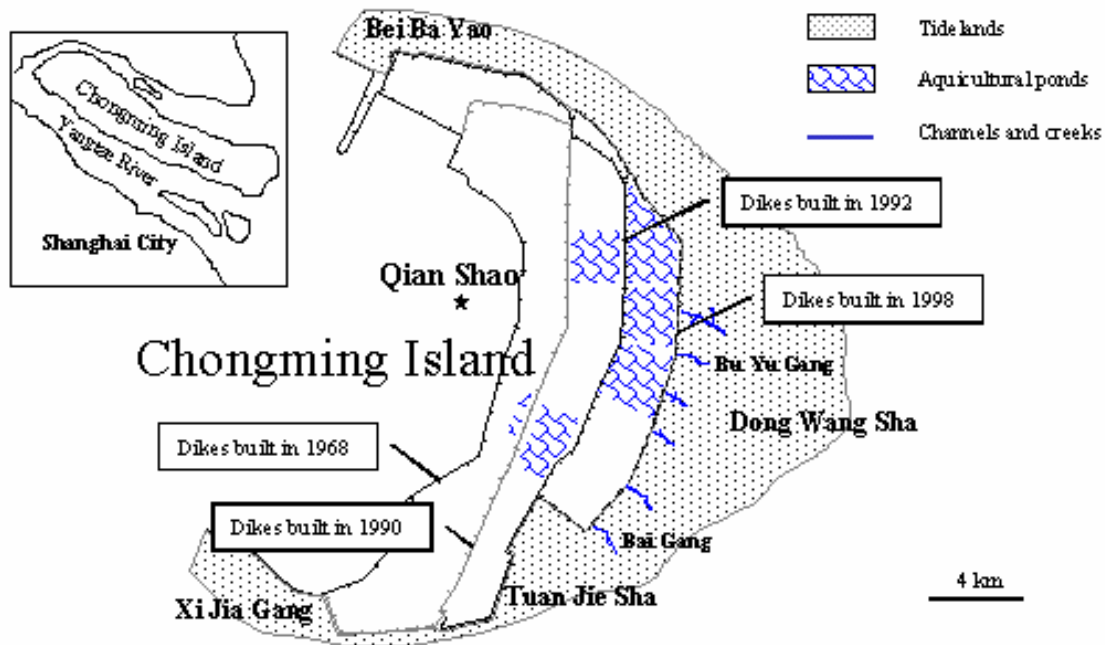 Bei Ba Yao
Tide lands
Aquicultural ponds
Channels and creeks
Chongming Island
Yangtze River
Shanghai City
Dikes built in 1992
Qian Shao
Dikes built in 1998
Chongming Island
Bu Yu Gang
Dong Wang Sha
Dikes built in 1968
Dikes built in 1990
Bai Gang
4 km
Xi Jia Gang
Tuan Jie Sha